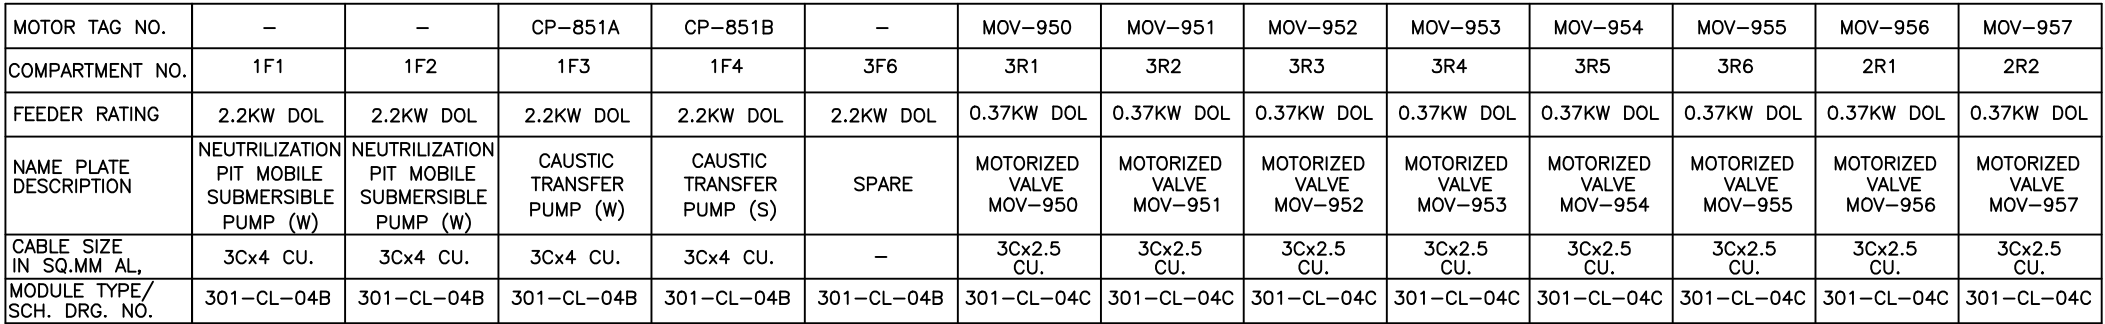 MOTOR TAG NO. – – CP–851A CP–851B – MOV–950 MOV–951 MOV–952 MOV–953 MOV–954 MOV–955 MOV–956 MOV–957
COMPARTMENT NO. 1F1 1F2 1F3 1F4 3F6 3R1 3R2 3R3 3R4 3R5 3R6 2R1 2R2
FEEDER RATING 2.2KW DOL 2.2KW DOL 2.2KW DOL 2.2KW DOL 2.2KW DOL 0.37KW DOL 0.37KW DOL 0.37KW DOL 0.37KW DOL 0.37KW DOL 0.37KW DOL 0.37KW DOL 0.37KW DOL
NAME PLATE
DESCRIPTION
NEUTRILIZATION
PIT MOBILE
SUBMERSIBLE
PUMP (W)
NEUTRILIZATION
PIT MOBILE
SUBMERSIBLE
PUMP (W)
CAUSTIC
TRANSFER
PUMP (W)
CAUSTIC
TRANSFER
PUMP (S)
SPARE
MOTORIZED
VALVE
MOV–950
MOTORIZED
VALVE
MOV–951
MOTORIZED
VALVE
MOV–952
MOTORIZED
VALVE
MOV–953
MOTORIZED
VALVE
MOV–954
MOTORIZED
VALVE
MOV–955
MOTORIZED
VALVE
MOV–956
MOTORIZED
VALVE
MOV–957
CABLE SIZE
IN SQ.MM AL,
3Cx4 CU. 3Cx4 CU. 3Cx4 CU. 3Cx4 CU. –
3Cx2.5
CU.
3Cx2.5
CU.
3Cx2.5
CU.
3Cx2.5
CU.
3Cx2.5
CU.
3Cx2.5
CU.
3Cx2.5
CU.
3Cx2.5
CU.
MODULE TYPE/
SCH. DRG. NO.
301–CL–04B 301–CL–04B 301–CL–04B 301–CL–04B 301–CL–04B 301–CL–04C 301–CL–04C 301–CL–04C 301–CL–04C 301–CL–04C 301–CL–04C 301–CL–04C 301–CL–04C